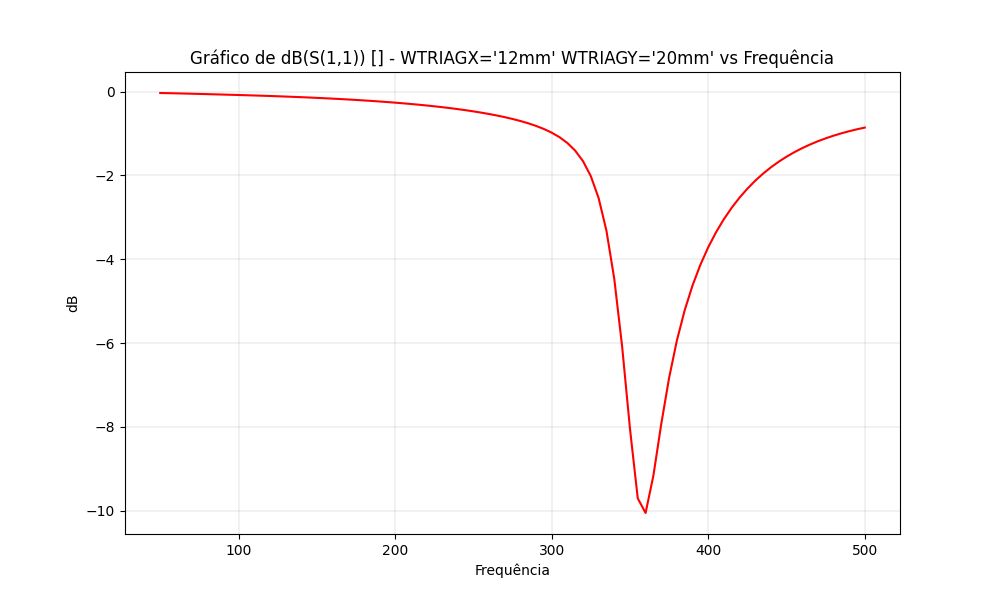 Gráfico de dB(S(1,1)) [] - WTRIAGX='12mm' WTRIAGY='20mm' vs Frequência
0
−2
−4
−6
−8
−10
dB
100 200 300 400 500
Frequência